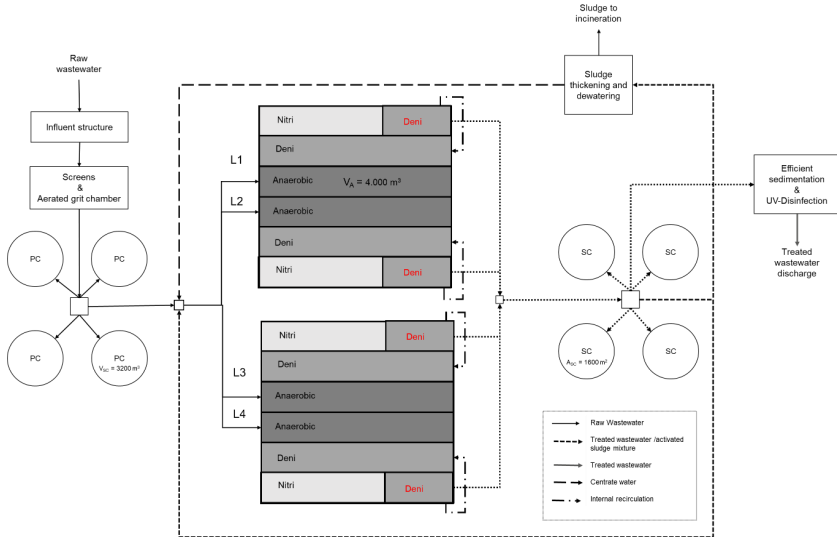 Sludge to
incineration
Raw
wastewater
Sludge
thickening and
dewatering
Influent structure
Nitri
Deni
Deni
L1
Screens
&
Aerated grit chamber
Anaerobic
V_A = 4.000 m³
L2
Anaerobic
Deni
Nitri
Deni
Efficient
sedimentation
&
UV-Disinfection
PC
PC
SC
SC
Treated
wastewater
discharge
Nitri
Deni
Deni
PC
PC
V_SC = 3200 m³
SC
A_SC = 1600 m²
SC
L3
Anaerobic
L4
Anaerobic
Deni
Nitri
Deni
Raw Wastewater
Treated wastewater /activated
sludge mixture
Treated wastewater
Centrate water
Internal recirculation